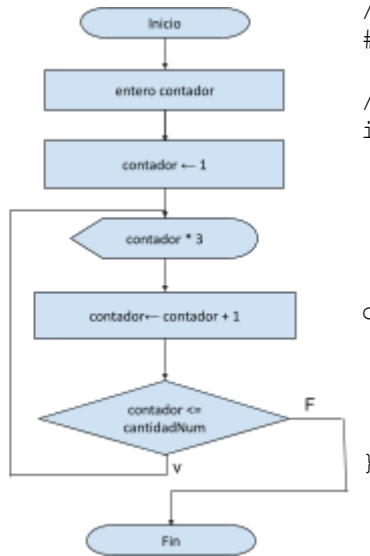 Inicio
entero contador
contador ← 1
contador * 3
contador← contador + 1
contador <=
cantidadNum
F
V
Fin
/
#
/
i
c
}